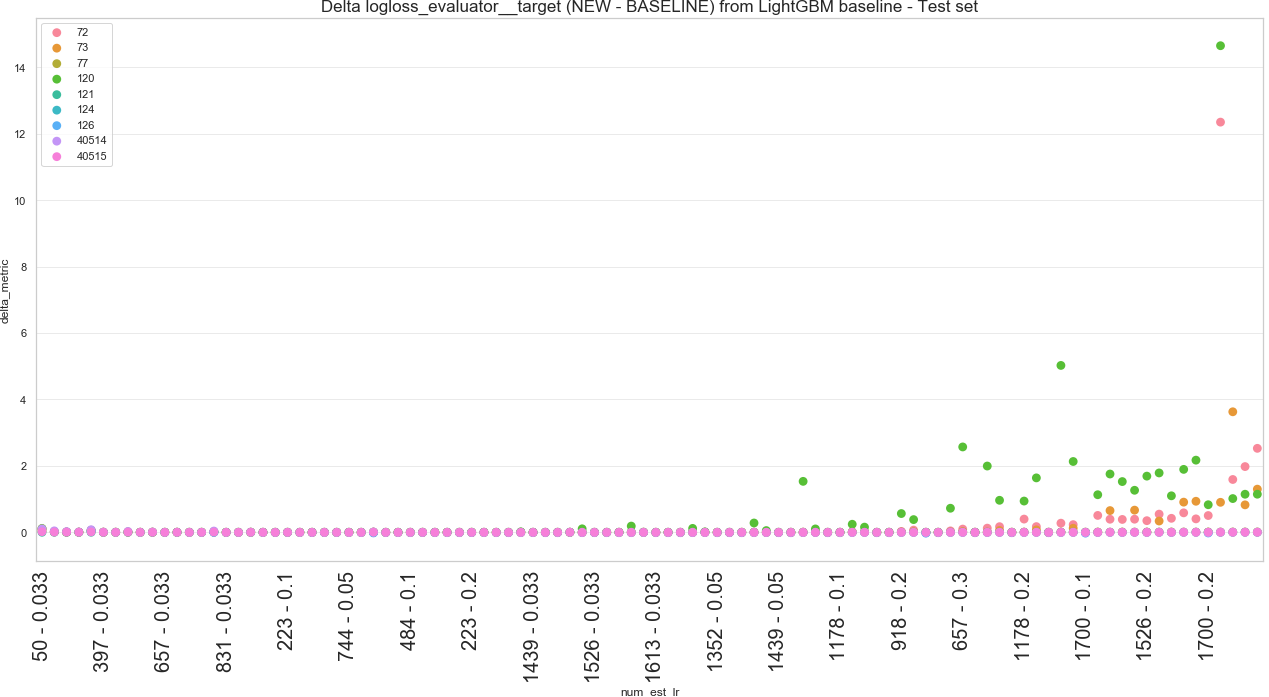 Delta logloss_evaluator__target (NEW - BASELINE) from LightGBM baseline - Test set
72
73
77
120
121
124
126
40514
40515
delta_metric
14
12
10
8
6
4
2
0
50 - 0.033
397 - 0.033
657 - 0.033
831 - 0.033
223 - 0.1
744 - 0.05
484 - 0.1
223 - 0.2
1439 - 0.033
1526 - 0.033
1613 - 0.033
1352 - 0.05
1439 - 0.05
1178 - 0.1
918 - 0.2
657 - 0.3
1178 - 0.2
1700 - 0.1
1526 - 0.2
1700 - 0.2
num_est_lr